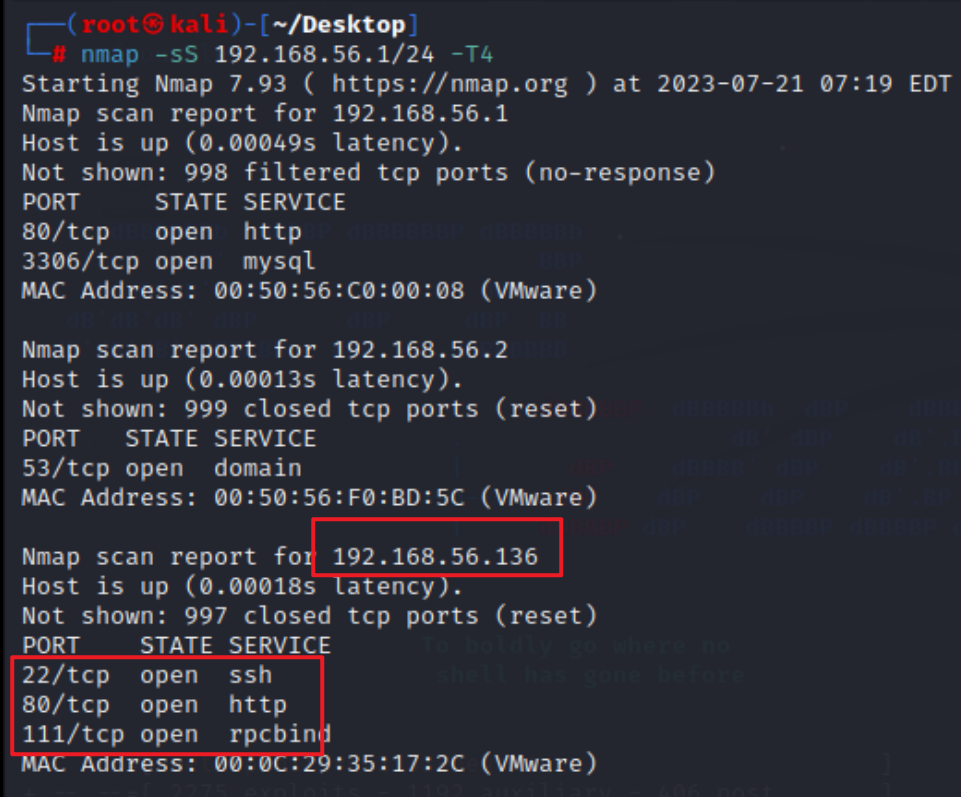 ┌──(root㉿kali)-[~/Desktop]
└─# nmap -sS 192.168.56.1/24 -T4
Starting Nmap 7.93 ( https://nmap.org ) at 2023-07-21 07:19 EDT
Nmap scan report for 192.168.56.1
Host is up (0.00049s latency).
Not shown: 998 filtered tcp ports (no-response)
PORT     STATE SERVICE
80/tcp   open  http
3306/tcp open  mysql
MAC Address: 00:50:56:C0:00:08 (VMware)
Nmap scan report for 192.168.56.2
Host is up (0.00013s latency).
Not shown: 999 closed tcp ports (reset)
PORT   STATE SERVICE
53/tcp open  domain
MAC Address: 00:50:56:F0:BD:5C (VMware)
Nmap scan report for 192.168.56.136
Host is up (0.00018s latency).
Not shown: 997 closed tcp ports (reset)
PORT    STATE SERVICE
To boldly go where no
22/tcp  open  ssh
shell has gone before
80/tcp  open  http
111/tcp open  rpcbind
MAC Address: 00:0C:29:35:17:2C (VMware)